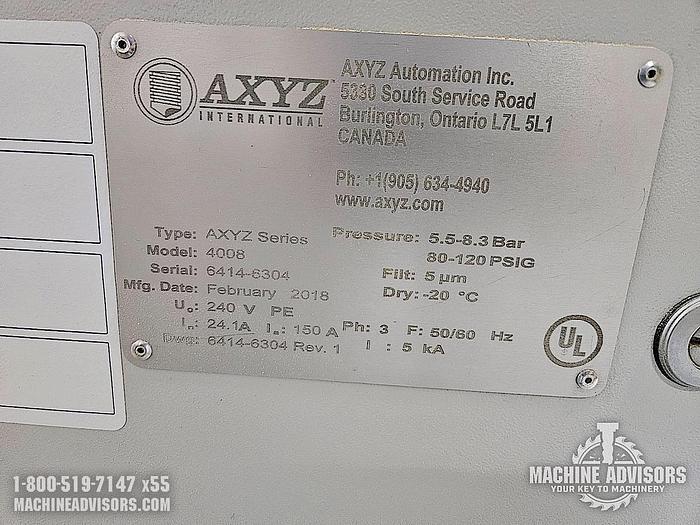 AXYZ
INTERNATIONAL
AXYZ Automation Inc.
5330 South Service Road
Burlington, Ontario L7L 5L1
CANADA
Ph: +1(905) 634-4940
www.axyz.com
Type: AXYZ Series
Model: 4008
Serial: 6414-6304
Mfg. Date: February 2018
Pressure: 5.5-8.3 Bar
80-120 PSIG
Filt: 5 µm
Dry: -20 °C
Uo: 240 V PE
In: 24.1A In: 150 A Ph: 3 F: 50/60 Hz
Dwg: 6414-6304 Rev. 1 I : 5 kA
UL
1-800-519-7147 x55
MACHINEADVISORS.COM
MACHINE ADVISORS
YOUR KEY TO MACHINERY